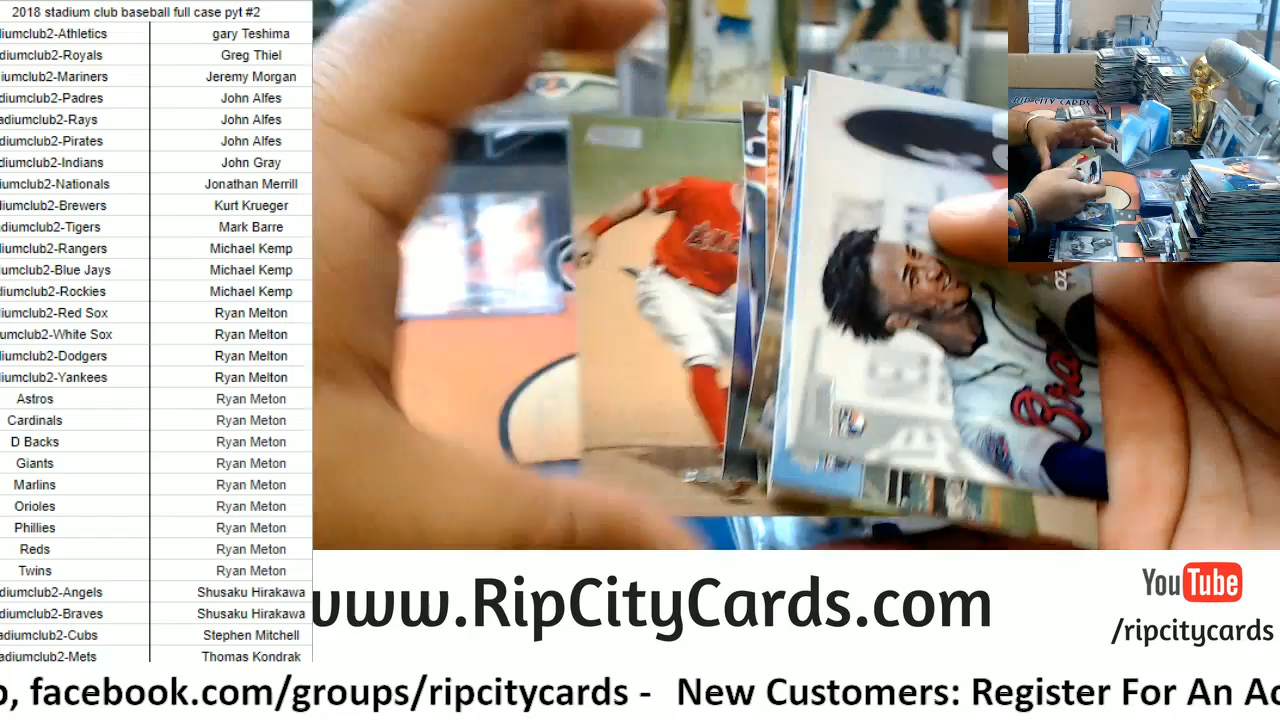 2018 stadium club baseball full case pyt #2
diumclub2-Athletics gary Teshima
diumclub2-Royals Greg Thiel
iumclub2-Mariners Jeremy Morgan
diumclub2-Padres John Alfes
adiumclub2-Rays John Alfes
adiumclub2-Pirates John Alfes
adiumclub2-Indians John Gray
iumclub2-Nationals Jonathan Merrill
iumclub2-Brewers Kurt Krueger
adiumclub2-Tigers Mark Barre
diumclub2-Rangers Michael Kemp
diumclub2-Blue Jays Michael Kemp
diumclub2-Rockies Michael Kemp
diumclub2-Red Sox Ryan Melton
umclub2-White Sox Ryan Melton
diumclub2-Dodgers Ryan Melton
iumclub2-Yankees Ryan Melton
Astros Ryan Meton
Cardinals Ryan Meton
D Backs Ryan Meton
Giants Ryan Meton
Marlins Ryan Meton
Orioles Ryan Meton
Phillies Ryan Meton
Reds Ryan Meton
Twins Ryan Meton
diumclub2-Angels Shusaku Hirakawa
diumclub2-Braves Shusaku Hirakawa
adiumclub2-Cubs Stephen Mitchell
adiumclub2-Mets Thomas Kondrak
RIP CITY CARDS
Bra
www.RipCityCards.com
YouTube
/ripcitycards
o, facebook.com/groups/ripcitycards - New Customers: Register For An Ac